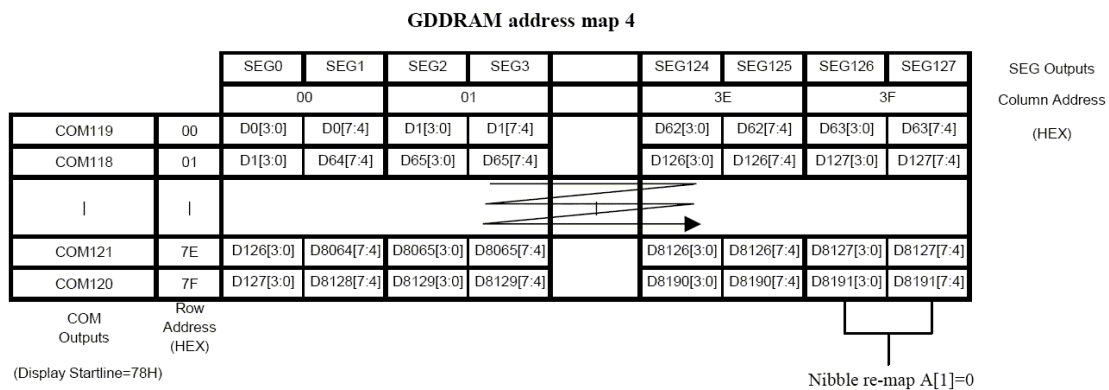 GDDRAM address map 4
SEG0 SEG1 SEG2 SEG3 SEG124 SEG125 SEG126 SEG127 SEG Outputs
00 01 3E 3F Column Address
(HEX)
COM119 00 D0[3:0] D0[7:4] D1[3:0] D1[7:4] D62[3:0] D62[7:4] D63[3:0] D63[7:4]
COM118 01 D1[3:0] D64[7:4] D65[3:0] D65[7:4] D126[3:0] D126[7:4] D127[3:0] D127[7:4]
| | |
COM121 7E D126[3:0] D8064[7:4] D8065[3:0] D8065[7:4] D8126[3:0] D8126[7:4] D8127[3:0] D8127[7:4]
COM120 7F D127[3:0] D8128[7:4] D8129[3:0] D8129[7:4] D8190[3:0] D8190[7:4] D8191[3:0] D8191[7:4]
COM
Outputs
Row
Address
(HEX)
(Display Startline=78H)
Nibble re-map A[1]=0